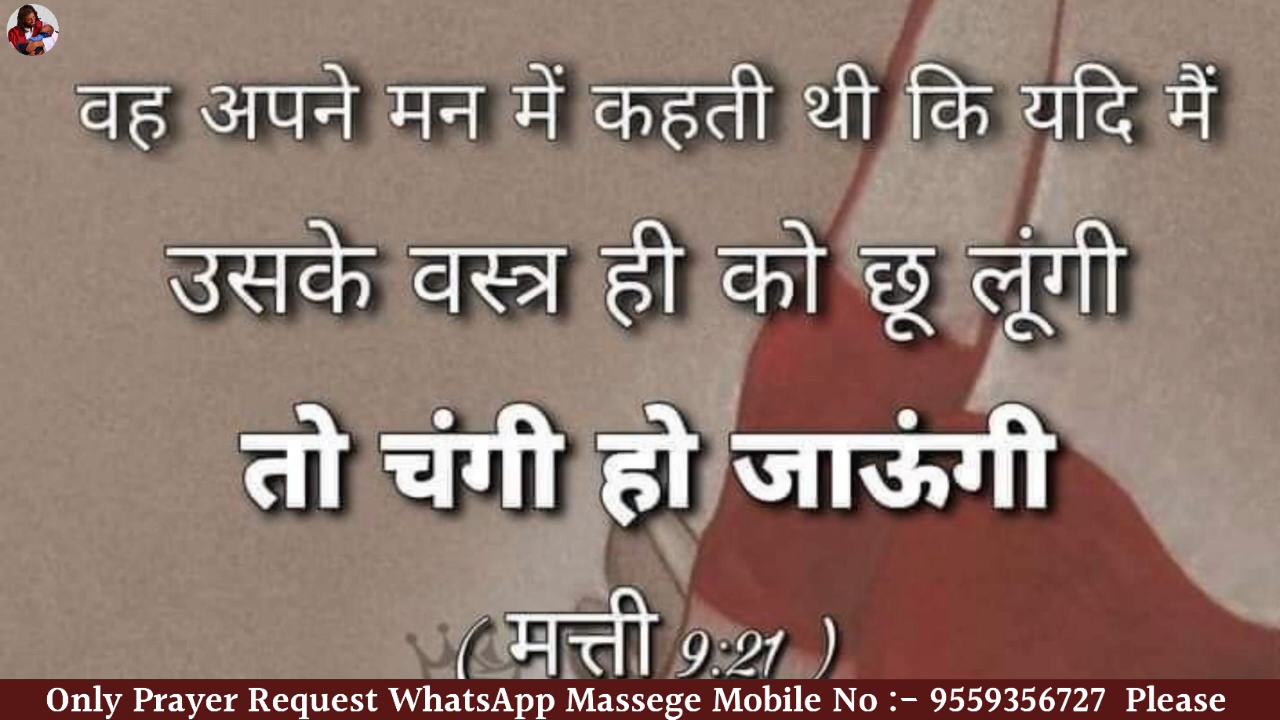 वह अपने मन में कहती थी कि यदि मैं
उसके वस्त्र ही को छू लूंगी
तो चंगी हो जाऊंगी
( मत्ती 9:21 )
Only Prayer Request WhatsApp Massege Mobile No :- 9559356727 Please